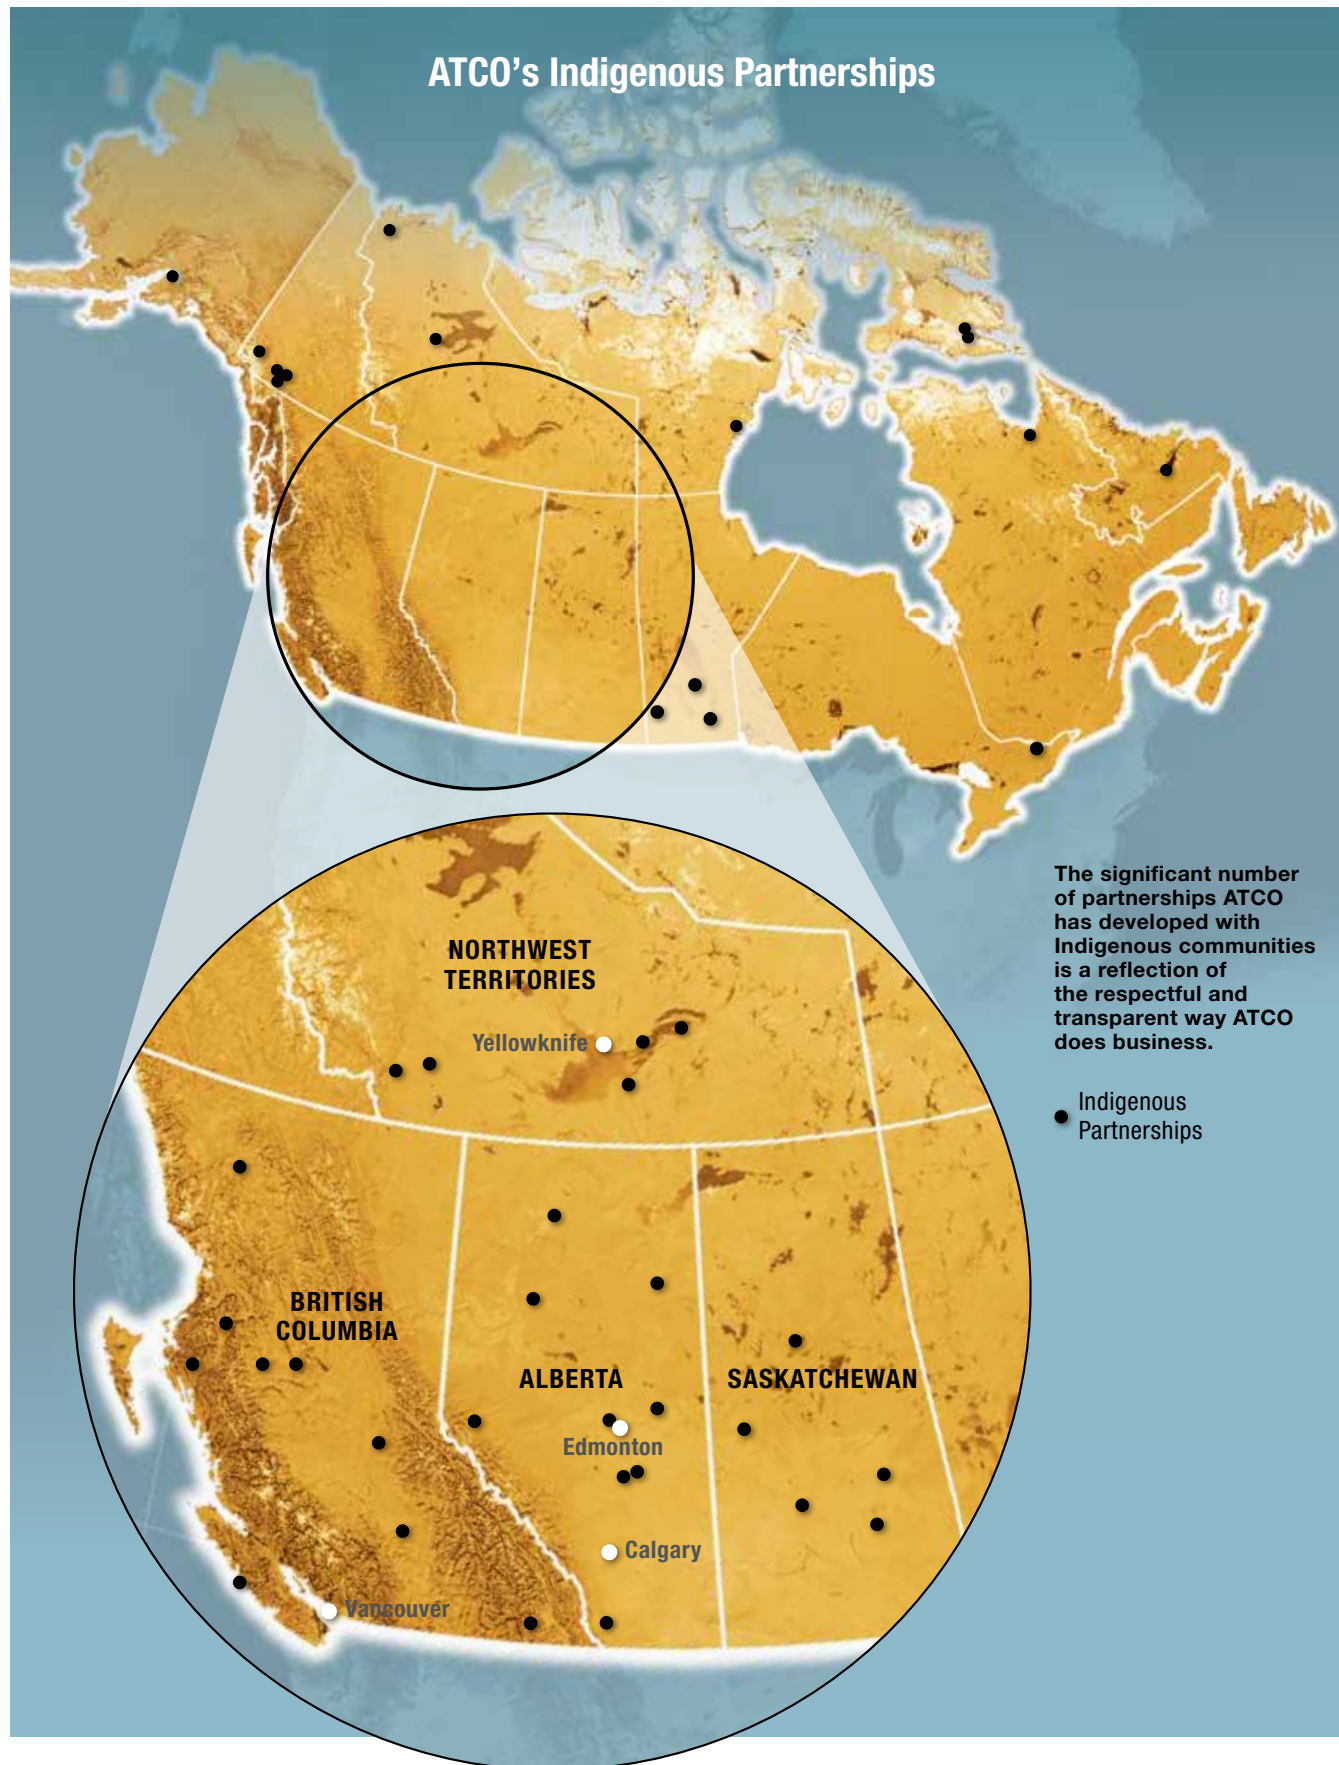 ATCO's Indigenous Partnerships
The significant number
of partnerships ATCO
has developed with
Indigenous communities
is a reflection of
the respectful and
transparent way ATCO
does business.
Indigenous
Partnerships
NORTHWEST
TERRITORIES
Yellowknife
BRITISH
COLUMBIA
ALBERTA
SASKATCHEWAN
Edmonton
Calgary
Vancouver